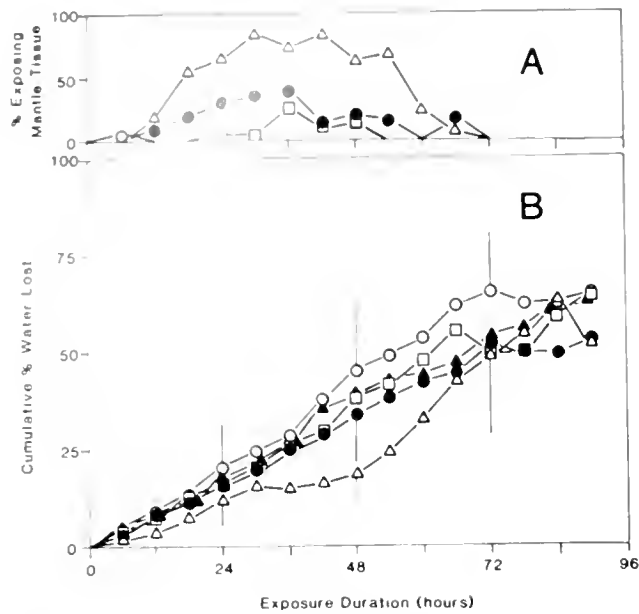 % Exposing
Mantle Tissue
100
50
0
A
Cumulative % Water Lost
100
75
50
25
0
B
0 24 48 72 96
Exposure Duration (hours)